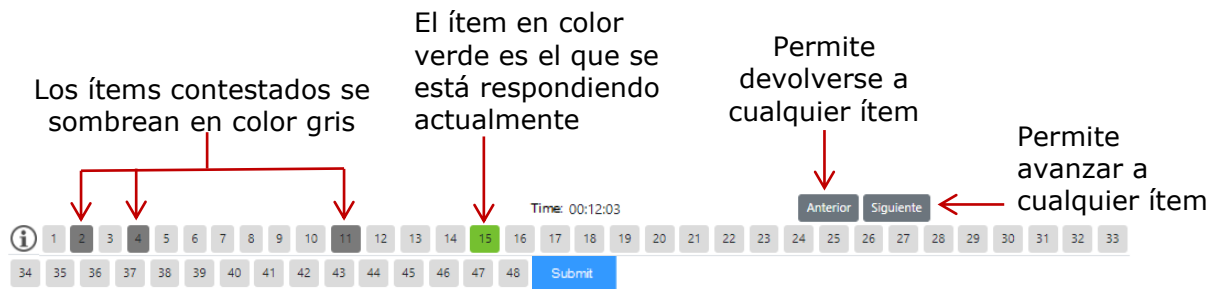 El ítem en color
verde es el que se
está respondiendo
actualmente
Permite
devolverse a
cualquier ítem
Los ítems contestados se
sombrean en color gris
Permite
avanzar a
cualquier ítem
Time: 00:12:03
Anterior Siguiente
i 1 2 3 4 5 6 7 8 9 10 11 12 13 14 15 16 17 18 19 20 21 22 23 24 25 26 27 28 29 30 31 32 33
34 35 36 37 38 39 40 41 42 43 44 45 46 47 48 Submit